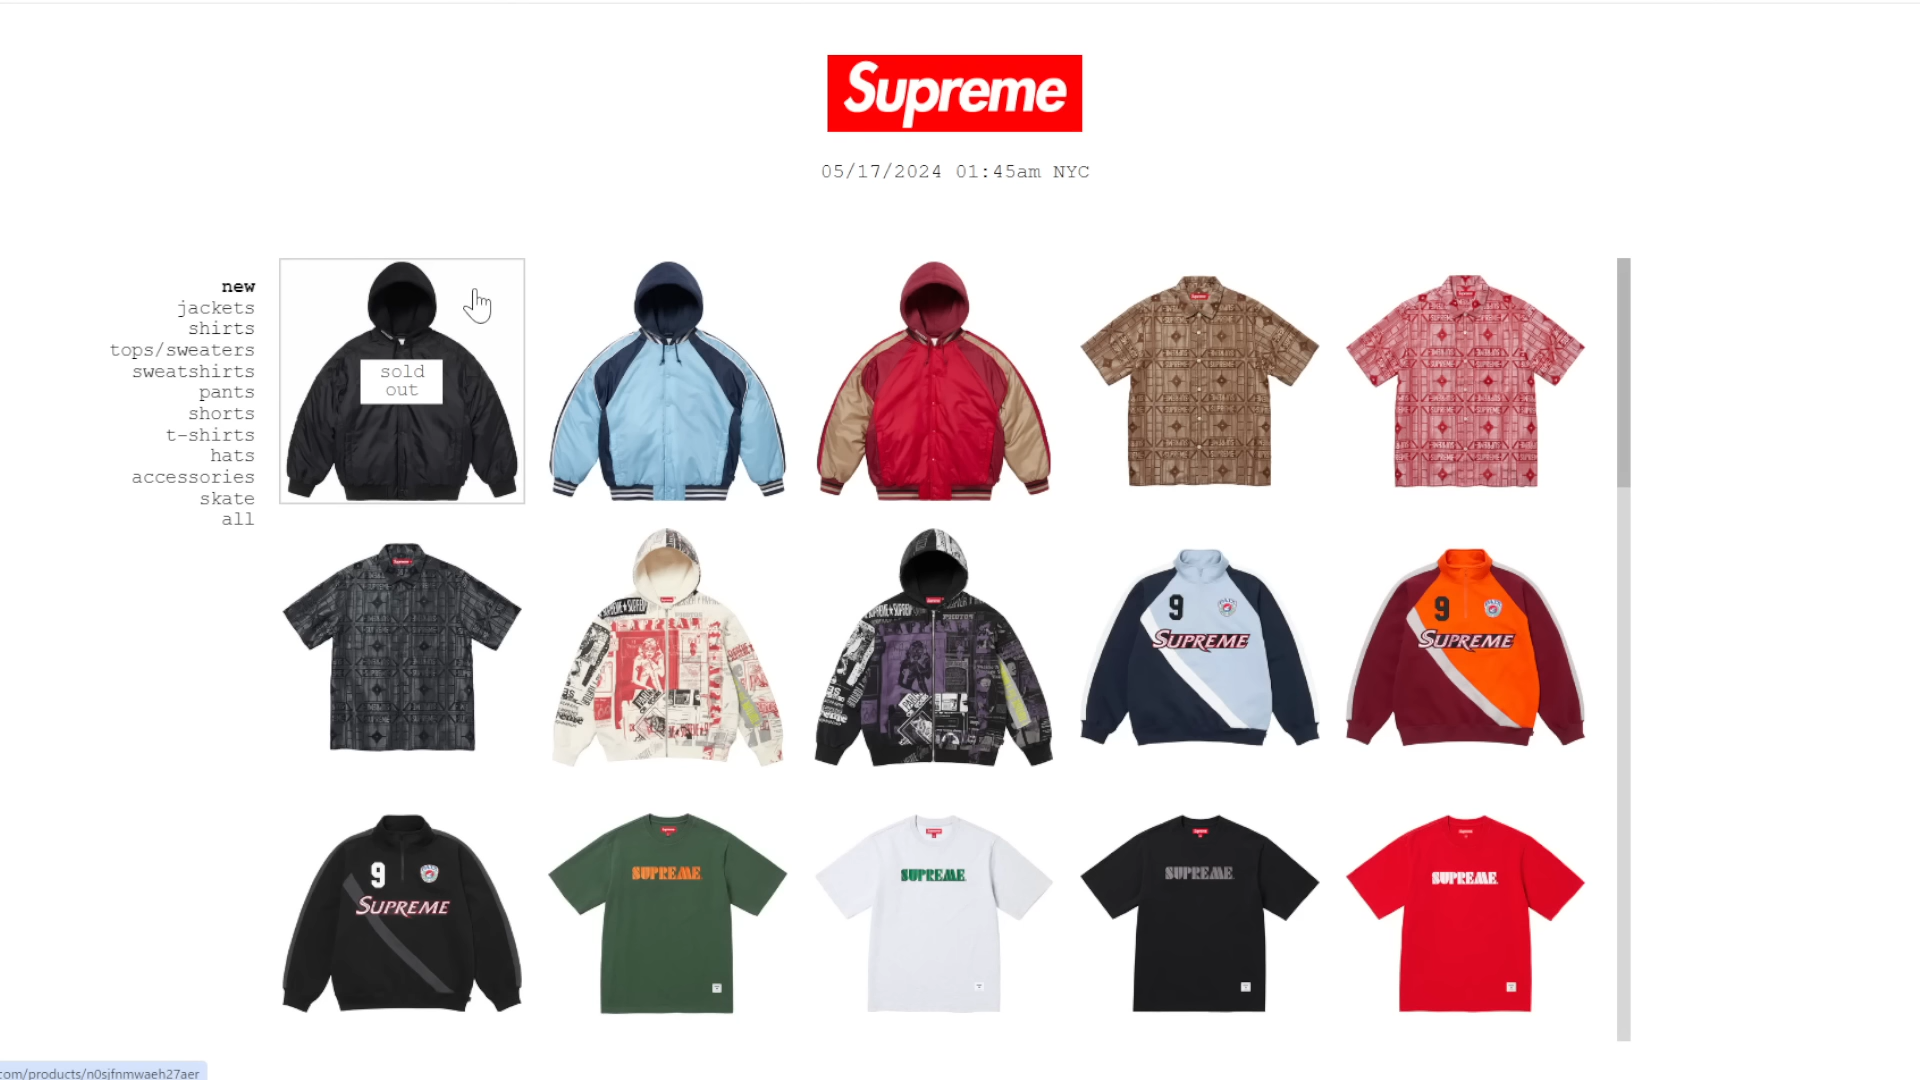 Supreme
05/17/2024 01:45am NYC
new
jackets
shirts
tops/sweaters
sweatshirts
pants
shorts
t-shirts
hats
accessories
skate
all
sold
out
9
SUPREME
9
SUPREME
9
SUPREME
SUPREME
SUPREME
SUPREME
SUPREME
com/products/n0sjfnmwaeh27aer